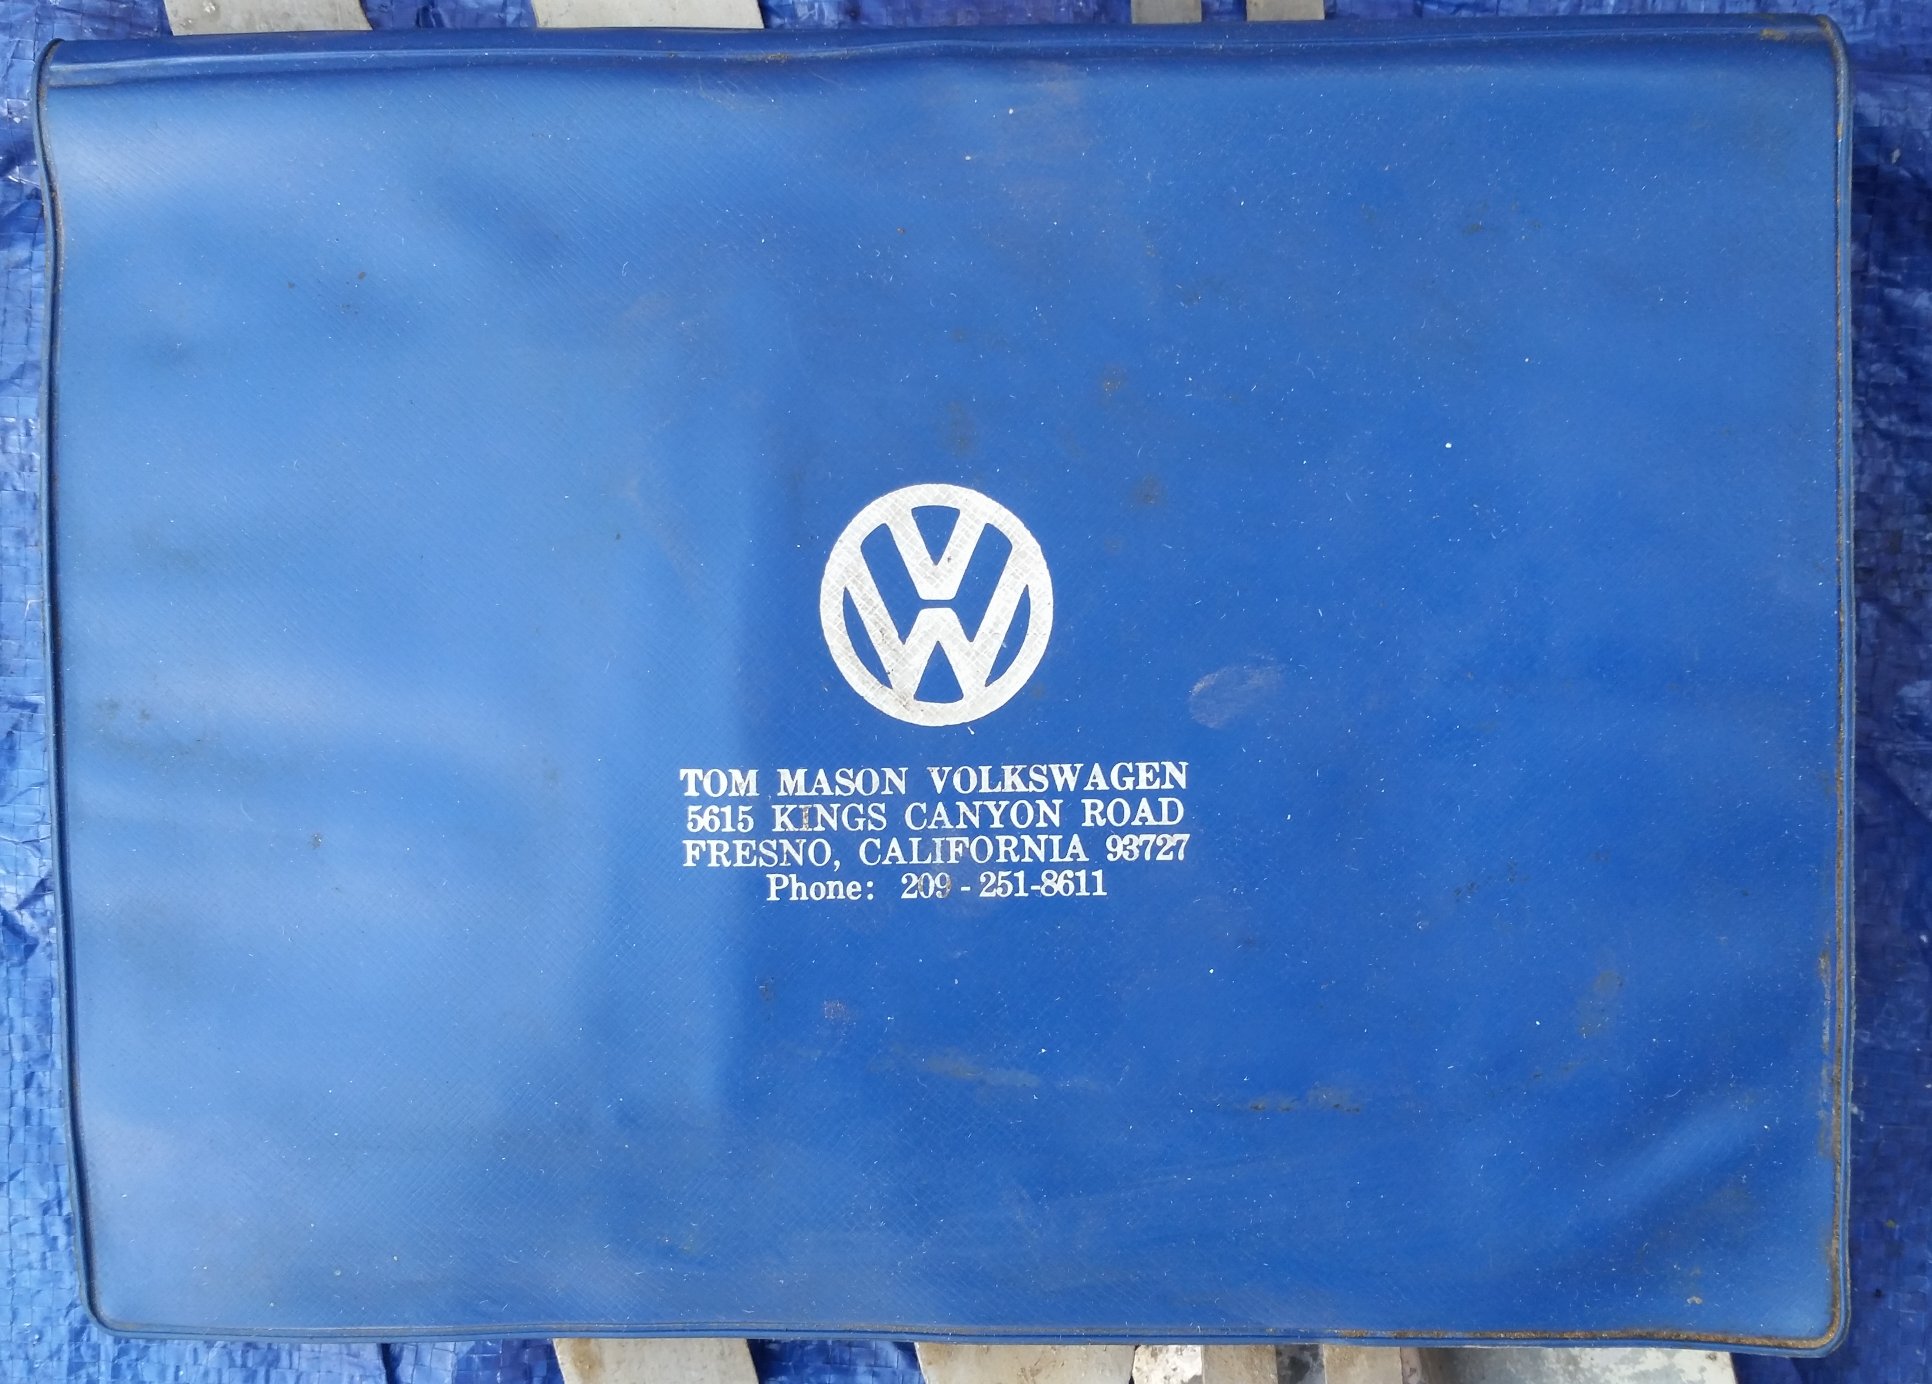 TOM MASON VOLKSWAGEN
5615 KINGS CANYON ROAD
FRESNO, CALIFORNIA 93727
Phone: 209 - 251-8611